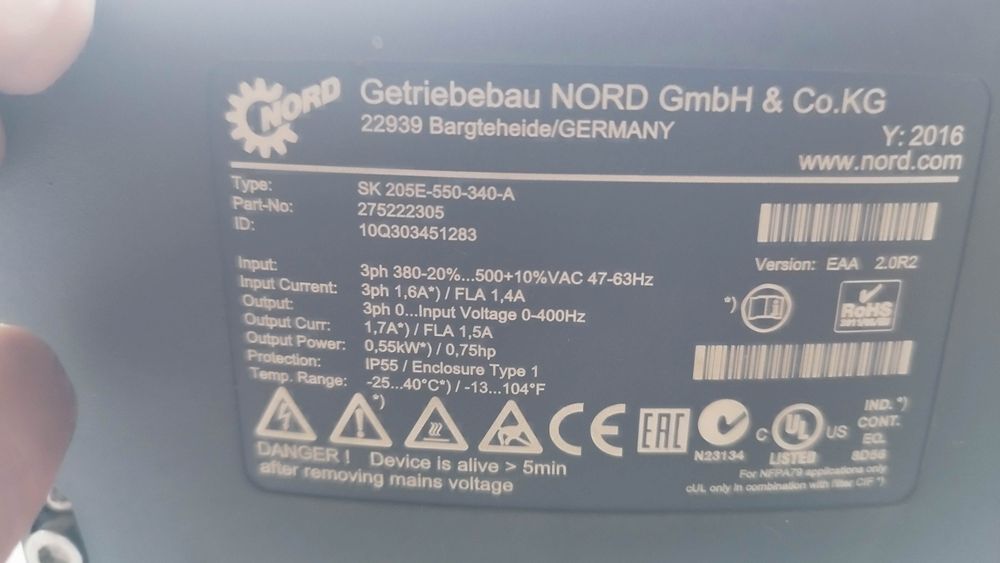 NORD
Getriebebau NORD GmbH & Co.KG
22939 Bargteheide/GERMANY
Y: 2016
www.nord.com
Type: SK 205E-550-340-A
Part-No: 275222305
ID: 10Q303451283
Version: EAA 2.0R2
Input: 3ph 380-20%...500+10%VAC 47-63Hz
Input Current: 3ph 1,6A*) / FLA 1,4A
Output: 3ph 0...Input Voltage 0-400Hz
Output Curr: 1,7A*) / FLA 1,5A
Output Power: 0,55kW*) / 0,75hp
Protection: IP55 / Enclosure Type 1
Temp. Range: -25...40°C*) / -13...104°F
*)
RoHS
*)
CE
EAC
N23134
C UL US
LISTED
IND. *)
CONT.
EQ.
8D56
DANGER ! Device is alive > 5min
after removing mains voltage
For NFPA79 applications only
cUL only in combination with filter CIF *)